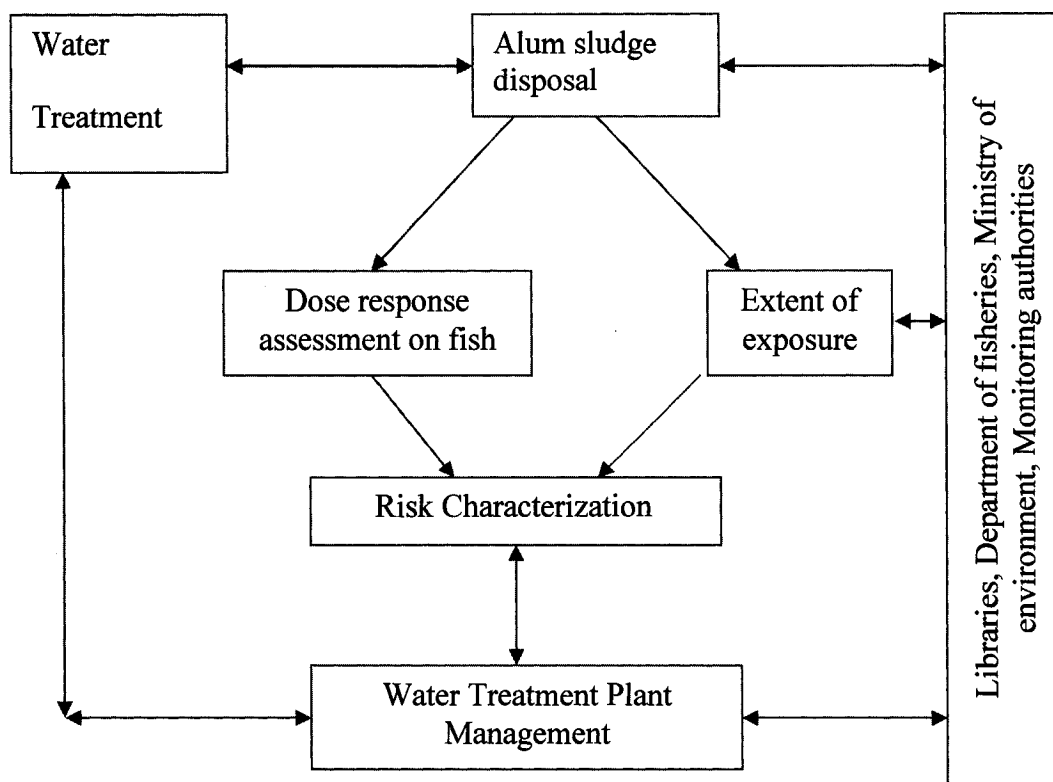 Water
Treatment
Alum sludge
disposal
Dose response
assessment on fish
Extent of
exposure
Risk Characterization
Water Treatment Plant
Management
Libraries, Department of fisheries, Ministry of
environment, Monitoring authorities